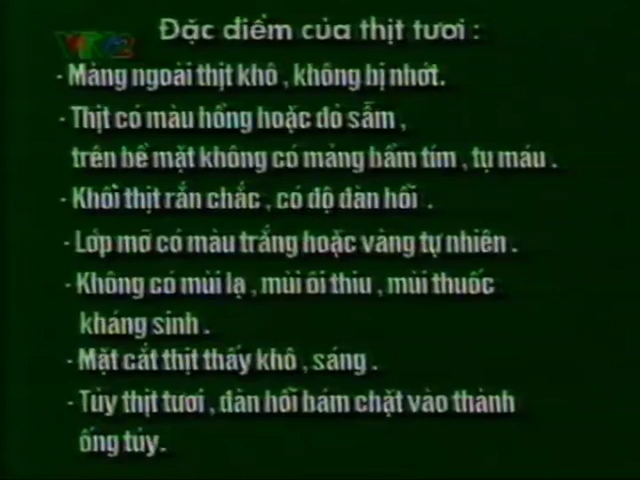 VTV2
Đặc điểm của thịt tươi :
- Màng ngoài thịt khô , không bị nhớt.
- Thịt có màu hồng hoặc đỏ sẫm ,
trên bề mặt không có mảng bầm tím , tụ máu .
- Khối thịt rắn chắc , có độ đàn hồi .
- Lớp mỡ có màu trắng hoặc vàng tự nhiên .
- Không có mùi lạ , mùi ôi thiu , mùi thuốc
kháng sinh .
- Mặt cắt thịt thấy khô , sáng .
- Tủy thịt tươi , đàn hồi bám chặt vào thành
ống tủy.